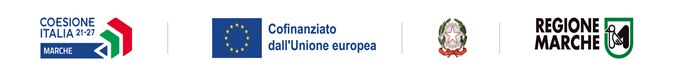 COESIONE
ITALIA 21-27
MARCHE
Cofinanziato
dall'Unione europea
REGIONE
MARCHE